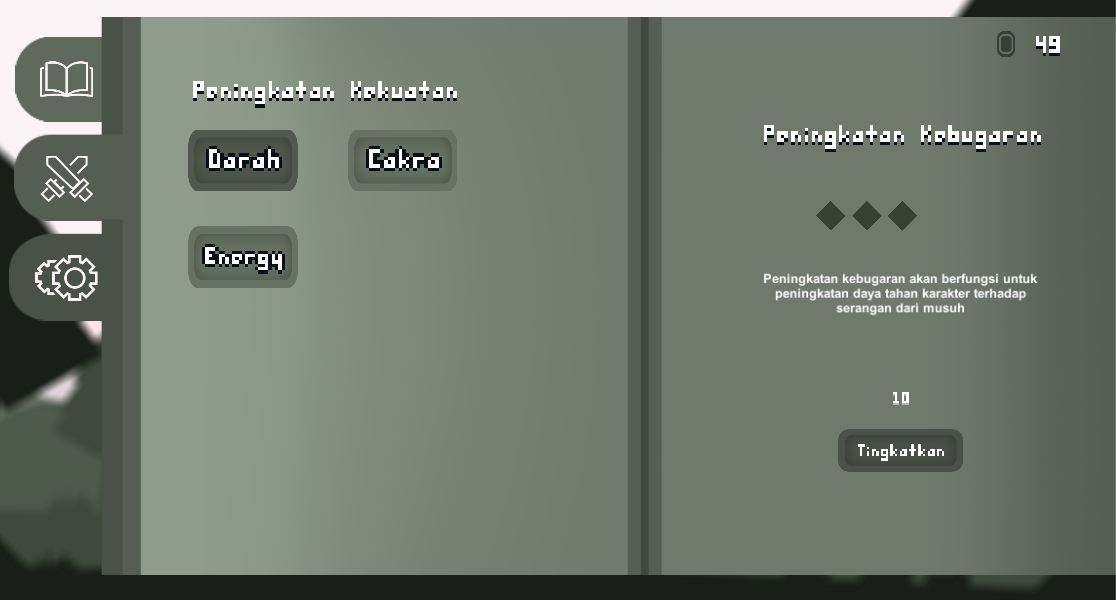 49
Peningkatan Kekuatan
Darah
Cakra
Energy
Peningkatan Kebugaran
Peningkatan kebugaran akan berfungsi untuk
peningkatan daya tahan karakter terhadap
serangan dari musuh
10
Tingkatkan